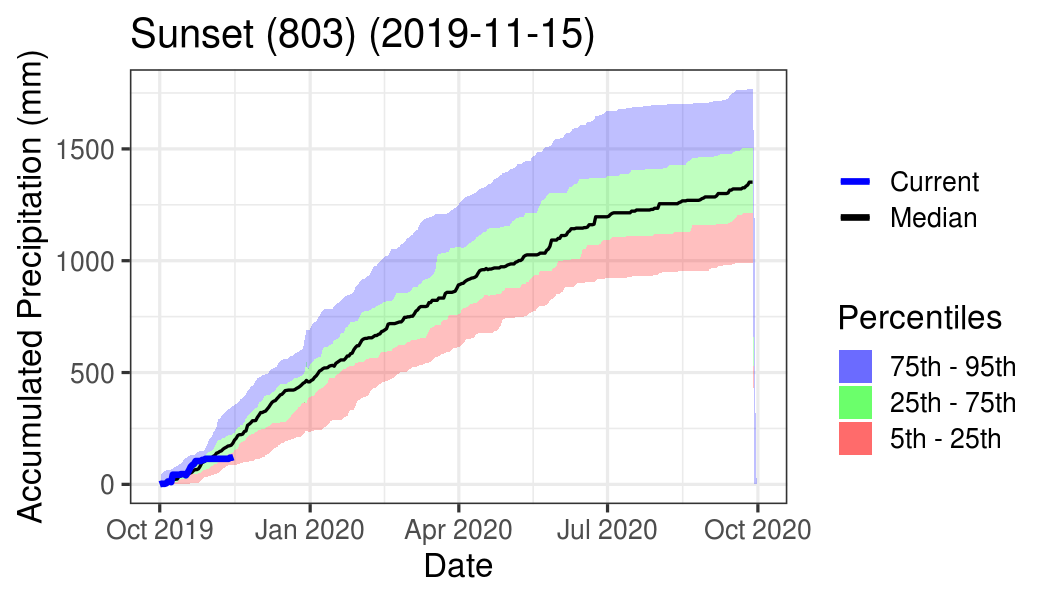 Sunset (803) (2019-11-15)
Accumulated Precipitation (mm)
1500
1000
500
0
Oct 2019
Jan 2020
Apr 2020
Jul 2020
Oct 2020
Date
Current
Median
Percentiles
75th - 95th
25th - 75th
5th - 25th